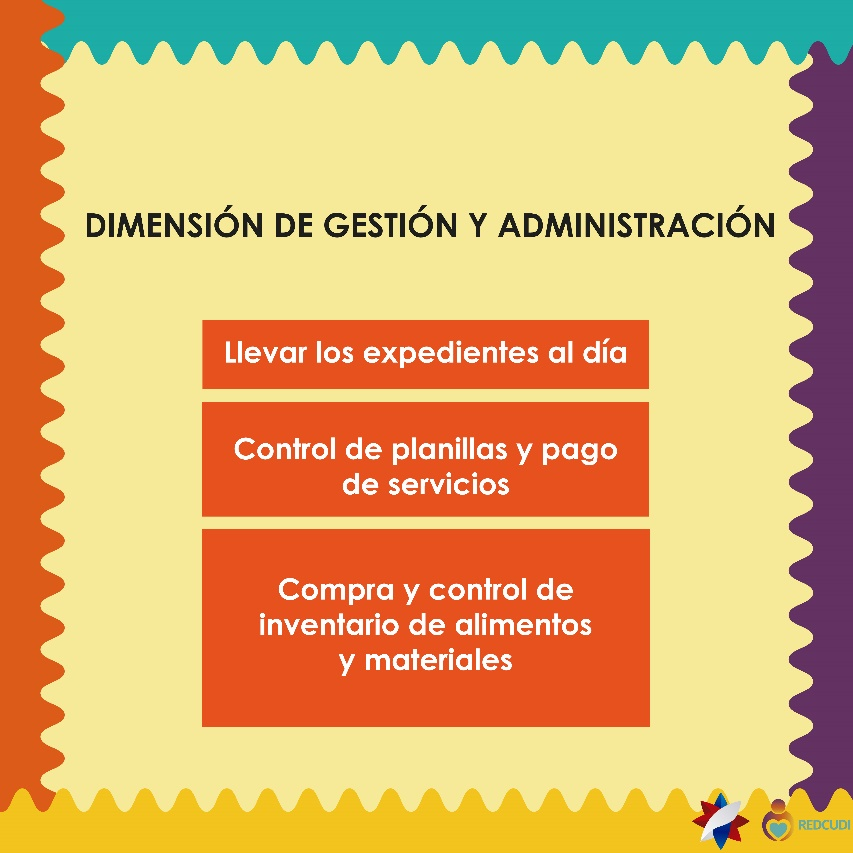 DIMENSIÓN DE GESTIÓN Y ADMINISTRACIÓN
Llevar los expedientes al día
Control de planillas y pago
de servicios
Compra y control de
inventario de alimentos
y materiales
REDCUDI